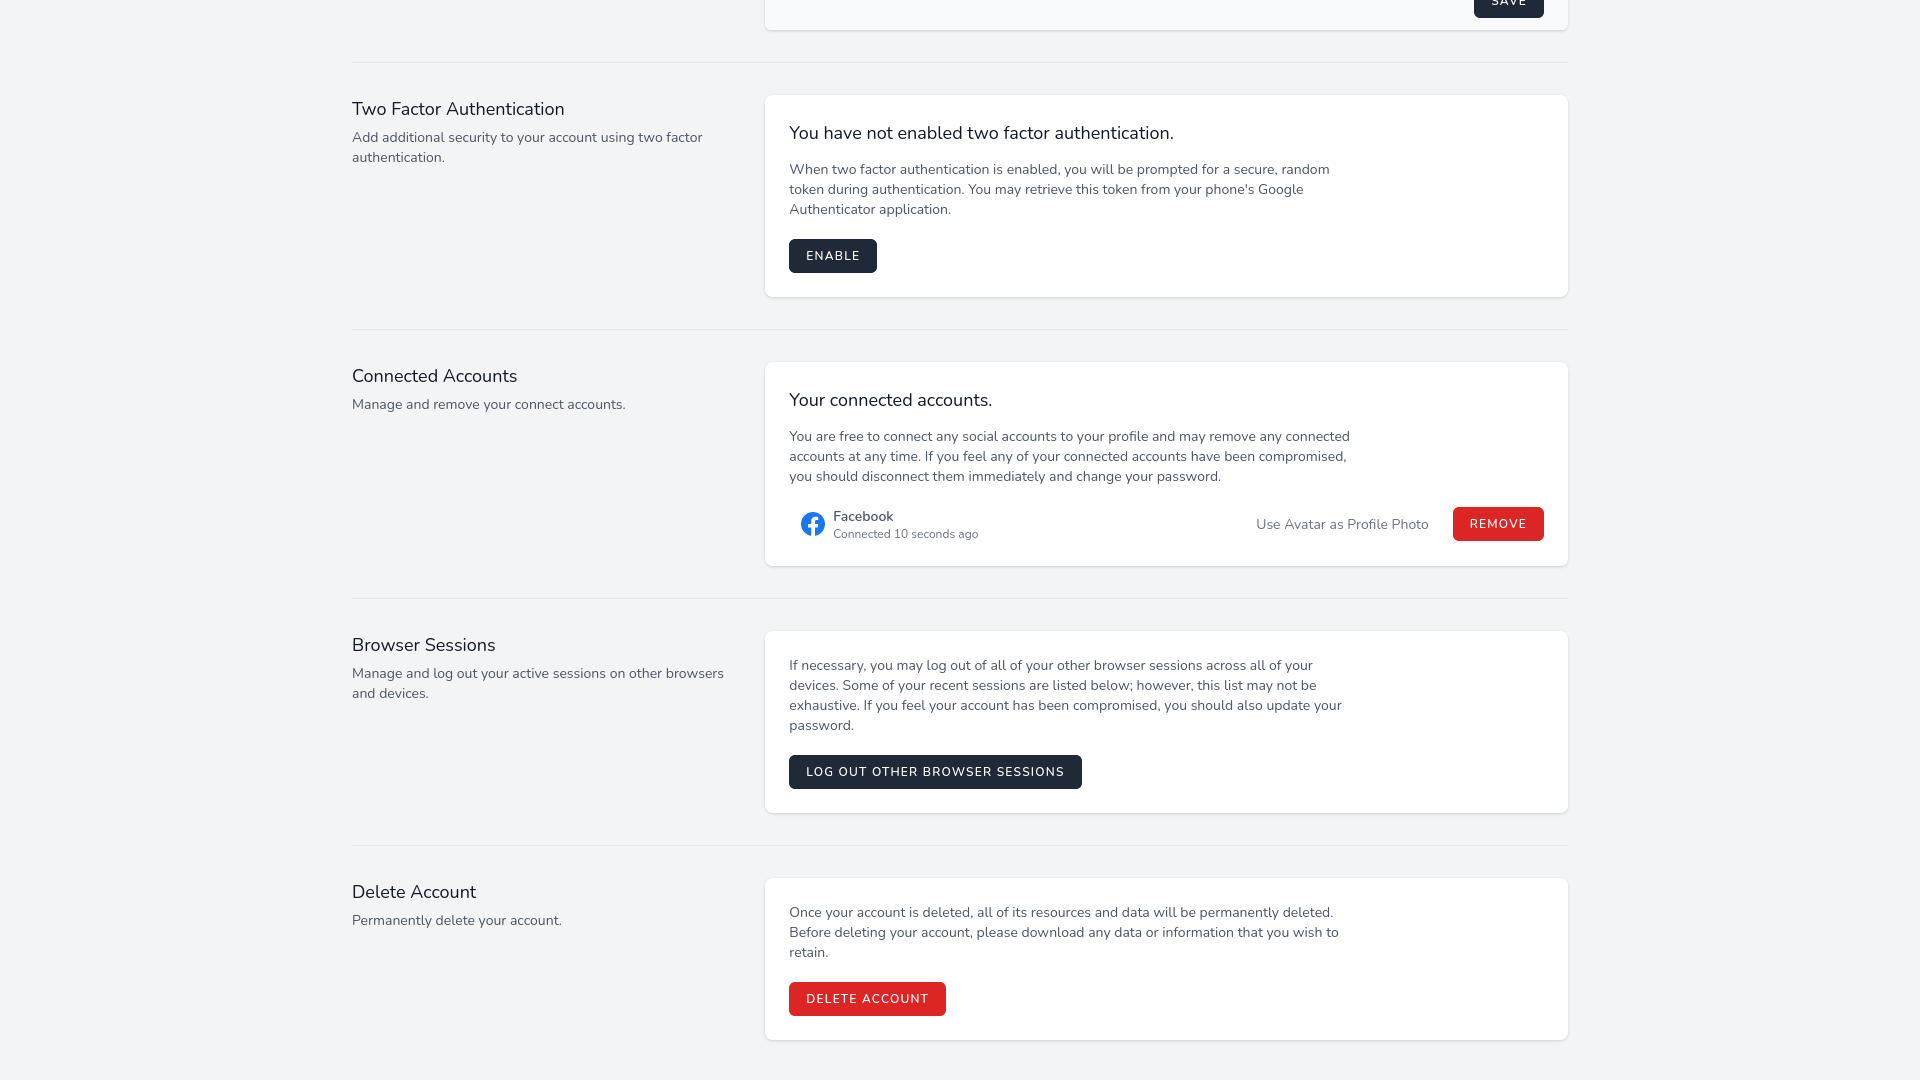 SAVE
Two Factor Authentication
Add additional security to your account using two factor
authentication.
You have not enabled two factor authentication.
When two factor authentication is enabled, you will be prompted for a secure, random
token during authentication. You may retrieve this token from your phone's Google
Authenticator application.
ENABLE
Connected Accounts
Manage and remove your connect accounts.
Your connected accounts.
You are free to connect any social accounts to your profile and may remove any connected
accounts at any time. If you feel any of your connected accounts have been compromised,
you should disconnect them immediately and change your password.
Facebook
Connected 10 seconds ago
Use Avatar as Profile Photo
REMOVE
Browser Sessions
Manage and log out your active sessions on other browsers
and devices.
If necessary, you may log out of all of your other browser sessions across all of your
devices. Some of your recent sessions are listed below; however, this list may not be
exhaustive. If you feel your account has been compromised, you should also update your
password.
LOG OUT OTHER BROWSER SESSIONS
Delete Account
Permanently delete your account.
Once your account is deleted, all of its resources and data will be permanently deleted.
Before deleting your account, please download any data or information that you wish to
retain.
DELETE ACCOUNT